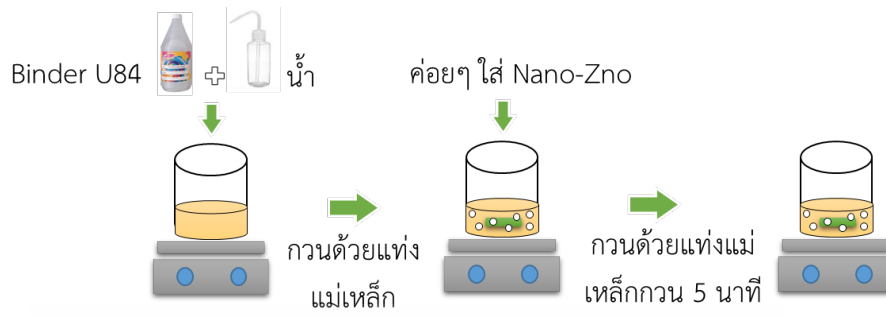 Binder U84
น้ำ
ค่อยๆ ใส่ Nano-Zno
กวนด้วยแท่ง
แม่เหล็ก
กวนด้วยแท่งแม่
เหล็กกวน 5 นาที